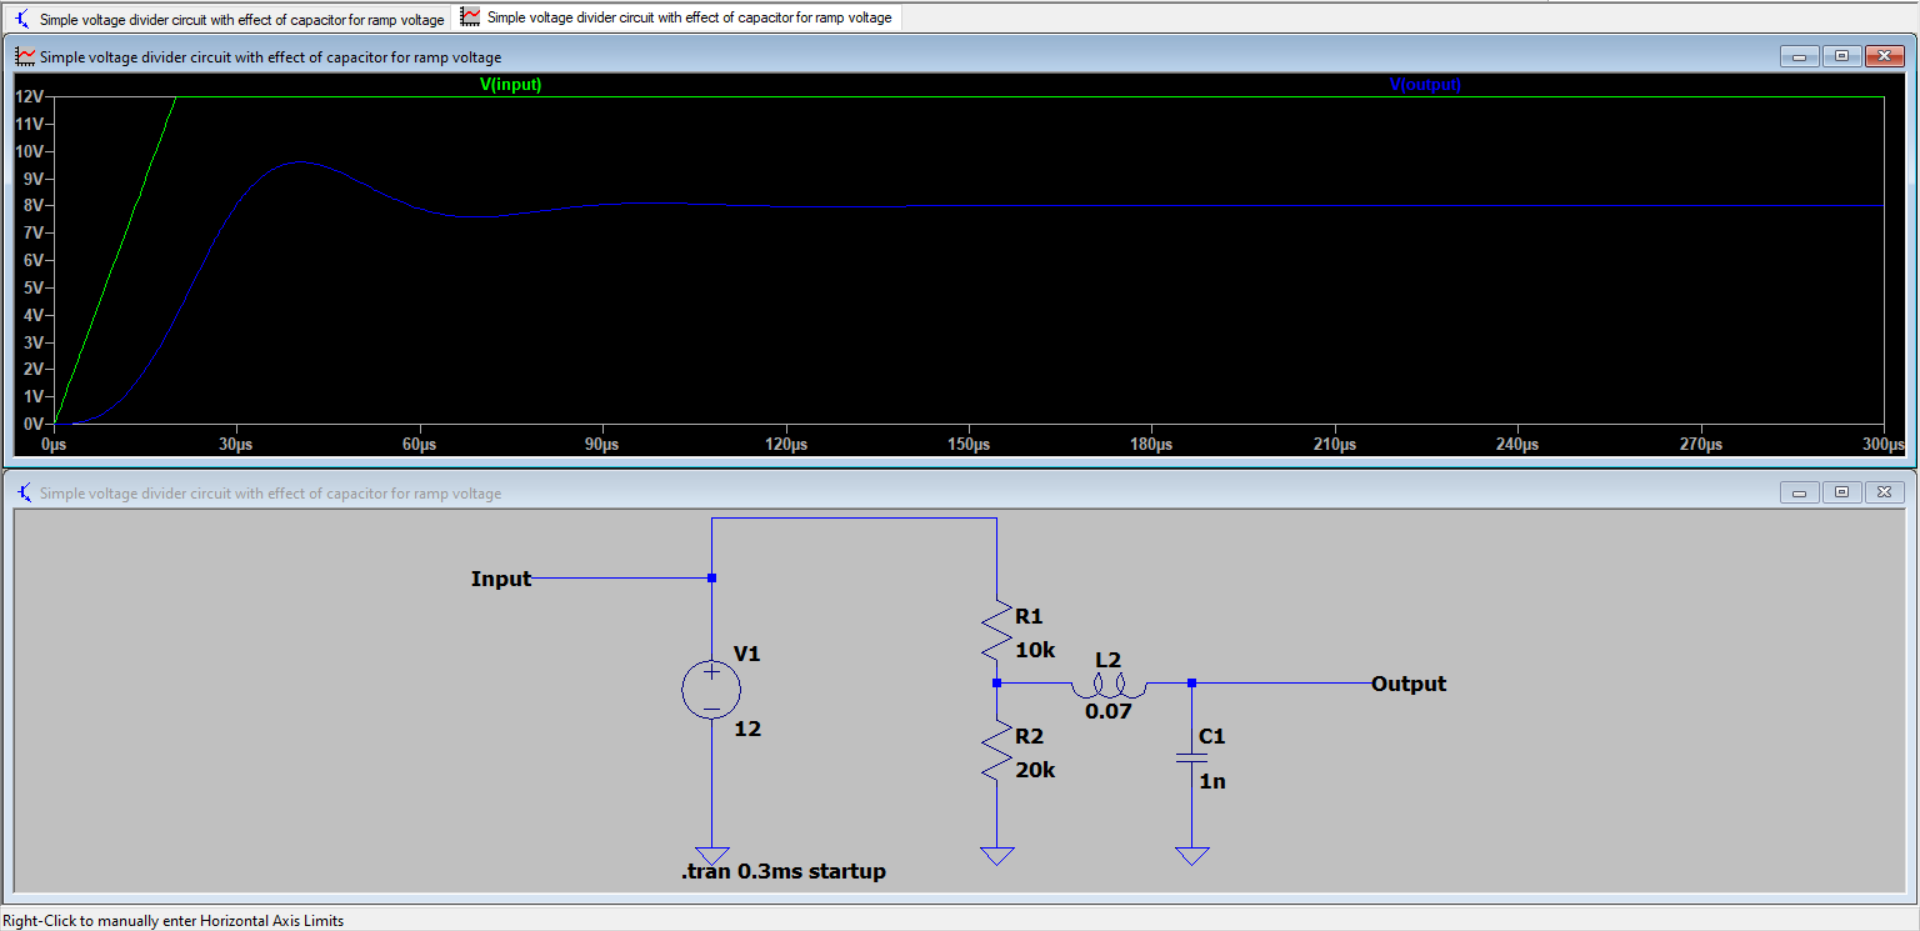 Simple voltage divider circuit with effect of capacitor for ramp voltage
Simple voltage divider circuit with effect of capacitor for ramp voltage
Simple voltage divider circuit with effect of capacitor for ramp voltage
V(input)
V(output)
12V
11V
10V
9V
8V
7V
6V
5V
4V
3V
2V
1V
0V
0µs
30µs
60µs
90µs
120µs
150µs
180µs
210µs
240µs
270µs
300µs
Simple voltage divider circuit with effect of capacitor for ramp voltage
Input
V1
12
R1
10k
L2
0.07
Output
R2
20k
C1
1n
.tran 0.3ms startup
Right-Click to manually enter Horizontal Axis Limits